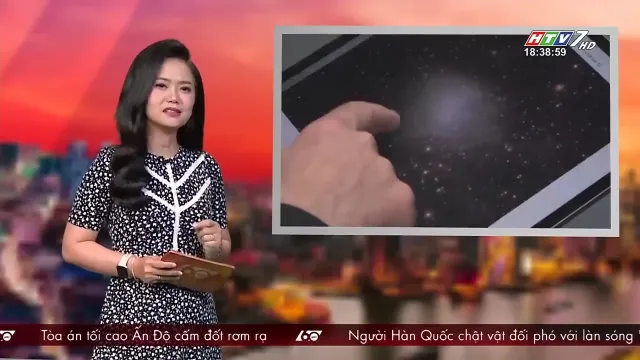 HTV7 HD
18:38:59
Tòa án tối cao Ấn Độ cấm đốt rơm rạ
60
Người Hàn Quốc chật vật đối phó với làn sóng